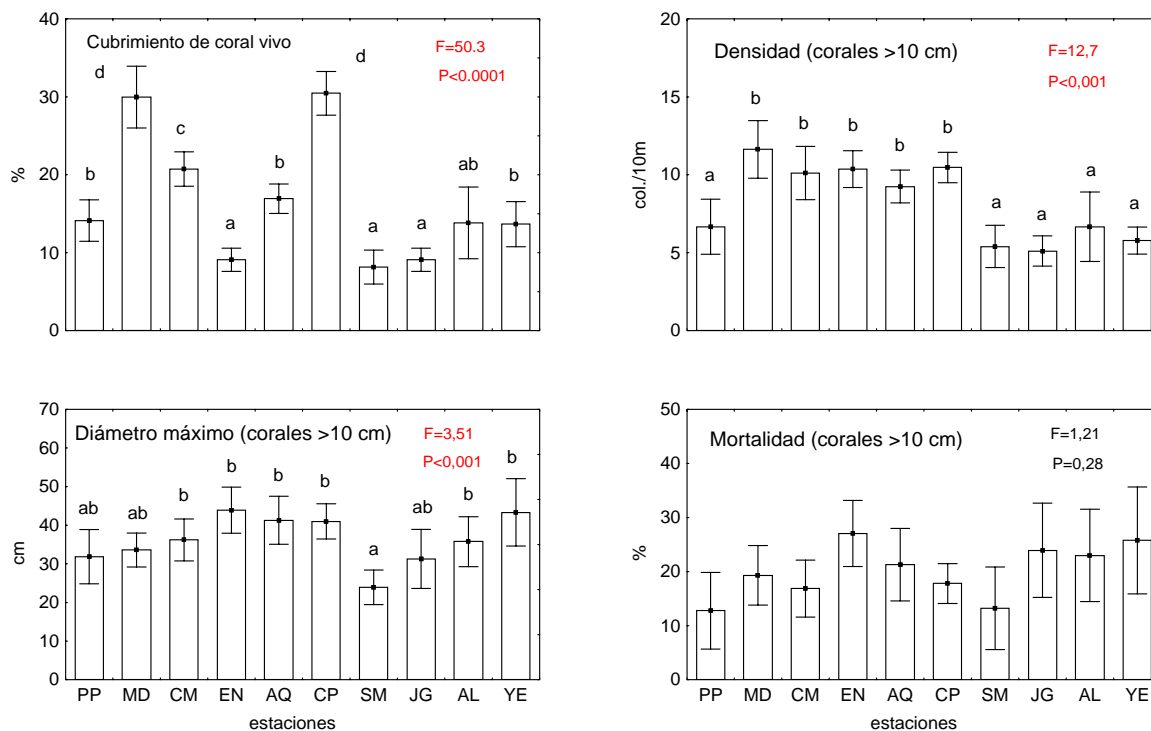 Cubrimiento de coral vivo
F=50.3
P<0.0001
40
30
20
10
0
%
b d c a b d a a ab b
Densidad (corales >10 cm)
F=12,7
P<0,001
20
15
10
5
0
col./10m
a b b b b b a a a a
Diámetro máximo (corales >10 cm)
F=3,51
P<0,001
70
60
50
40
30
20
10
0
cm
ab ab b b b b a ab b b
PP MD CM EN AQ CP SM JG AL YE
estaciones
Mortalidad (corales >10 cm)
F=1,21
P=0,28
50
40
30
20
10
0
%
PP MD CM EN AQ CP SM JG AL YE
estaciones